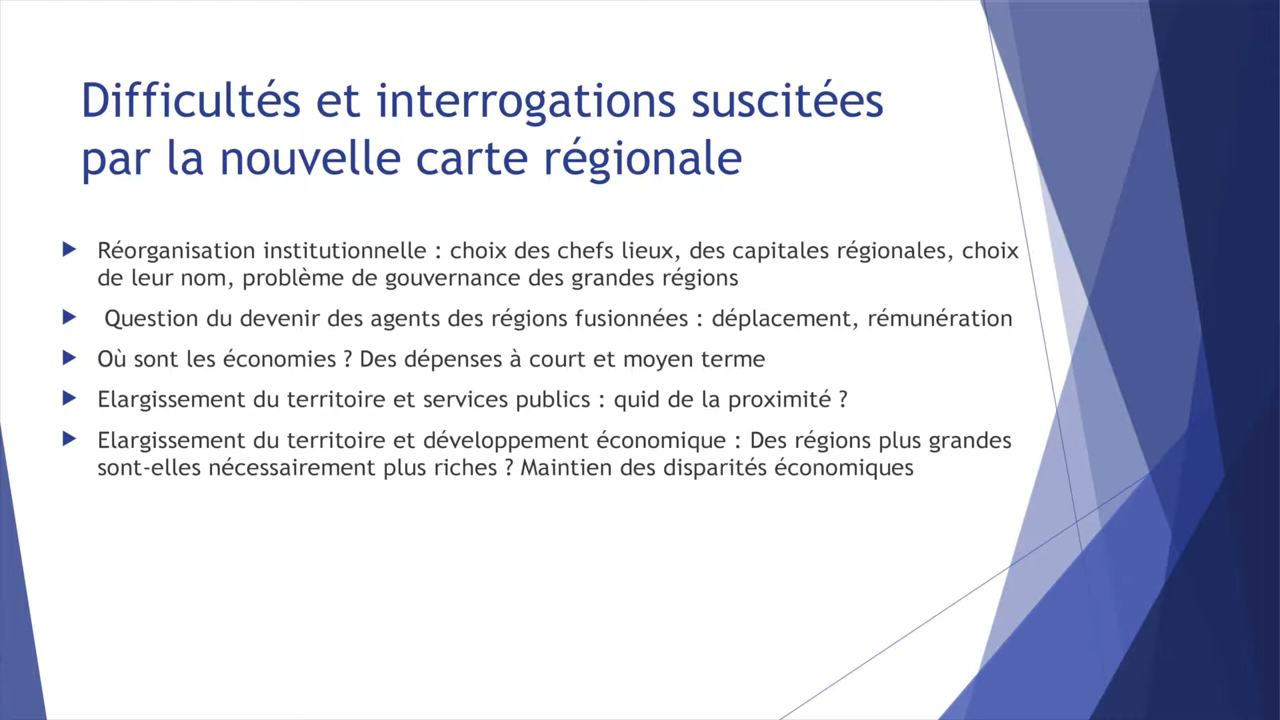 Difficultés et interrogations suscitées
par la nouvelle carte régionale
Réorganisation institutionnelle : choix des chefs lieux, des capitales régionales, choix
de leur nom, problème de gouvernance des grandes régions
Question du devenir des agents des régions fusionnées : déplacement, rémunération
Où sont les économies ? Des dépenses à court et moyen terme
Elargissement du territoire et services publics : quid de la proximité ?
Elargissement du territoire et développement économique : Des régions plus grandes
sont-elles nécessairement plus riches ? Maintien des disparités économiques